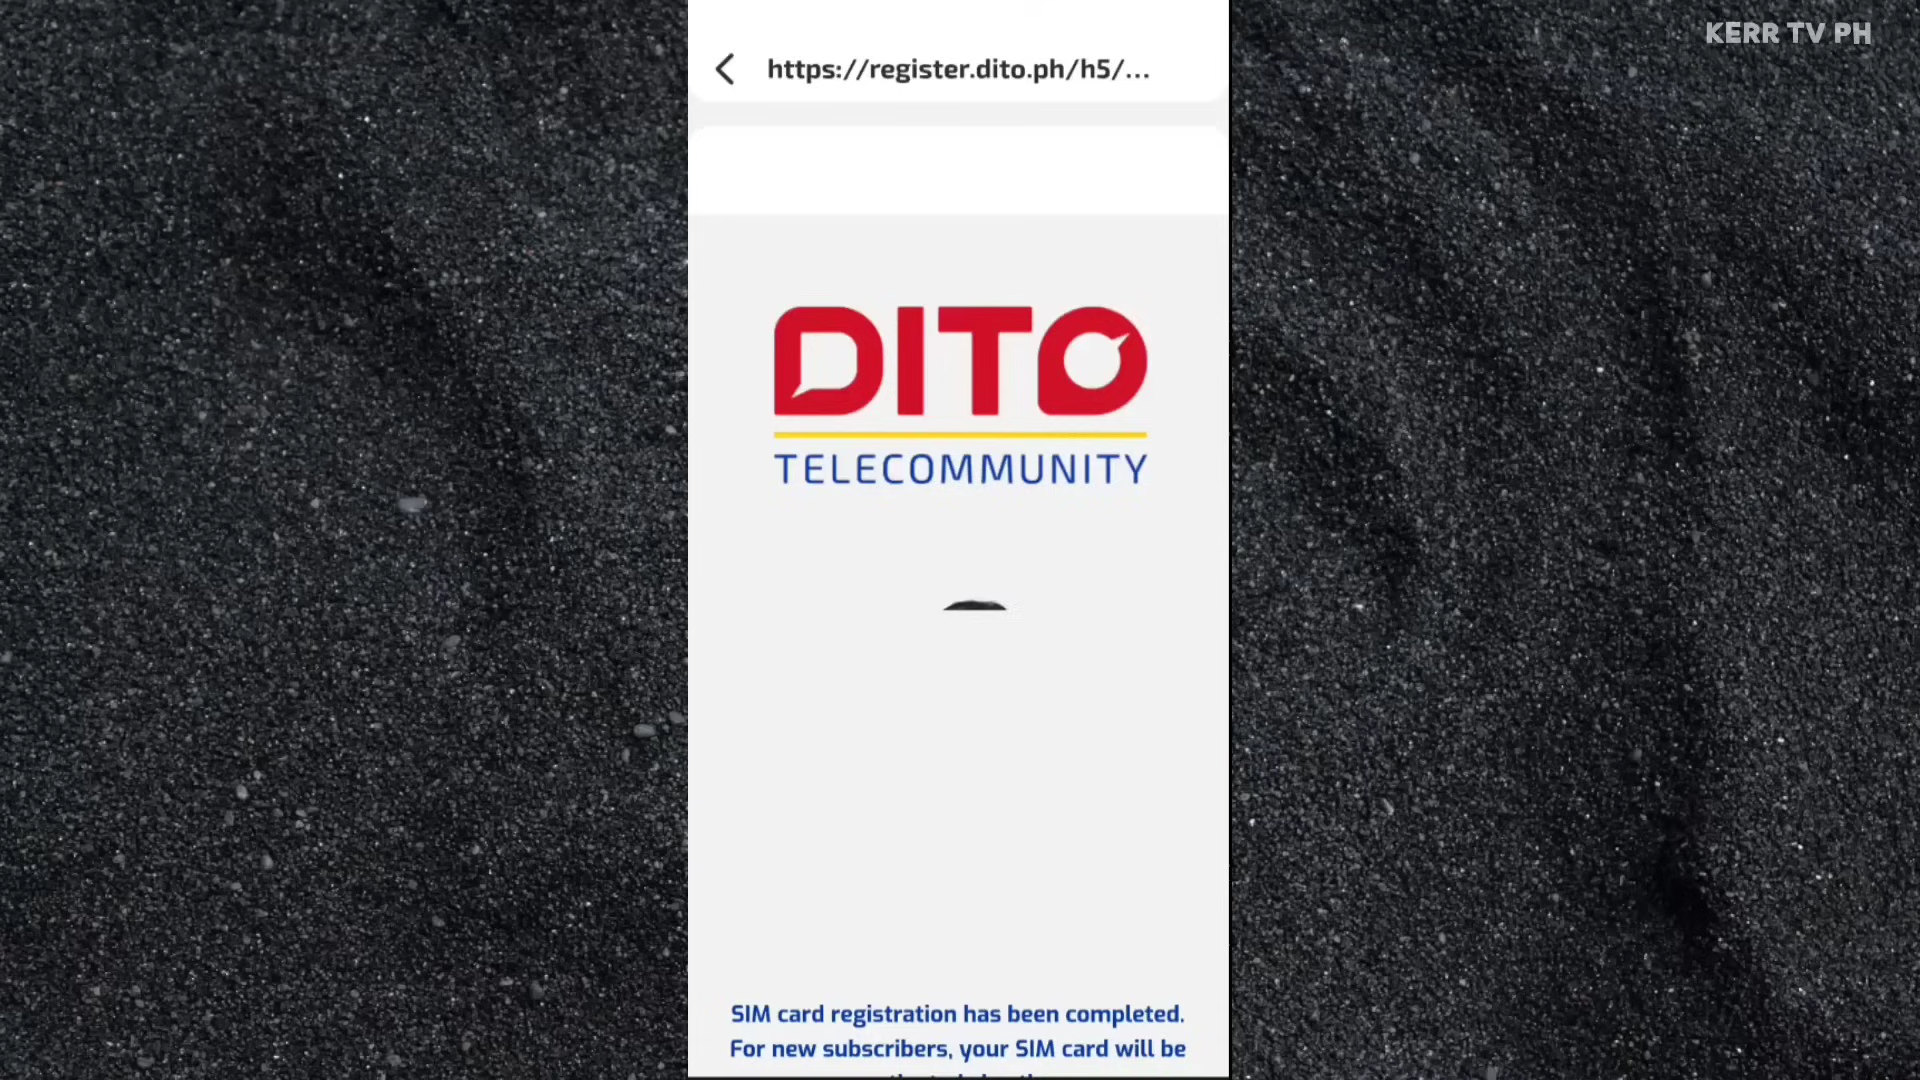 KERR TV PH
https://register.dito.ph/h5/...
DITO
TELECOMMUNITY
SIM card registration has been completed.
For new subscribers, your SIM card will be